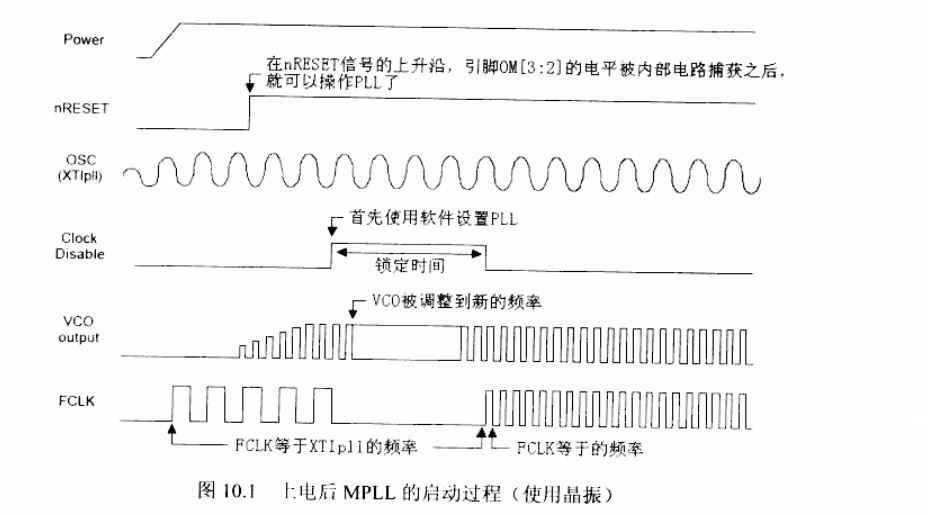 Power
在nRESET信号的上升沿，引脚OM[3:2]的电平被内部电路捕获之后，
就可以操作PLL了
nRESET
OSC
(XTIpll)
首先使用软件设置PLL
Clock
Disable
锁定时间
VCO被调整到新的频率
VCO
output
FCLK
FCLK等于XTIpll的频率
FCLK等于的频率
图 10.1 上电后 MPLL 的启动过程（使用晶振）